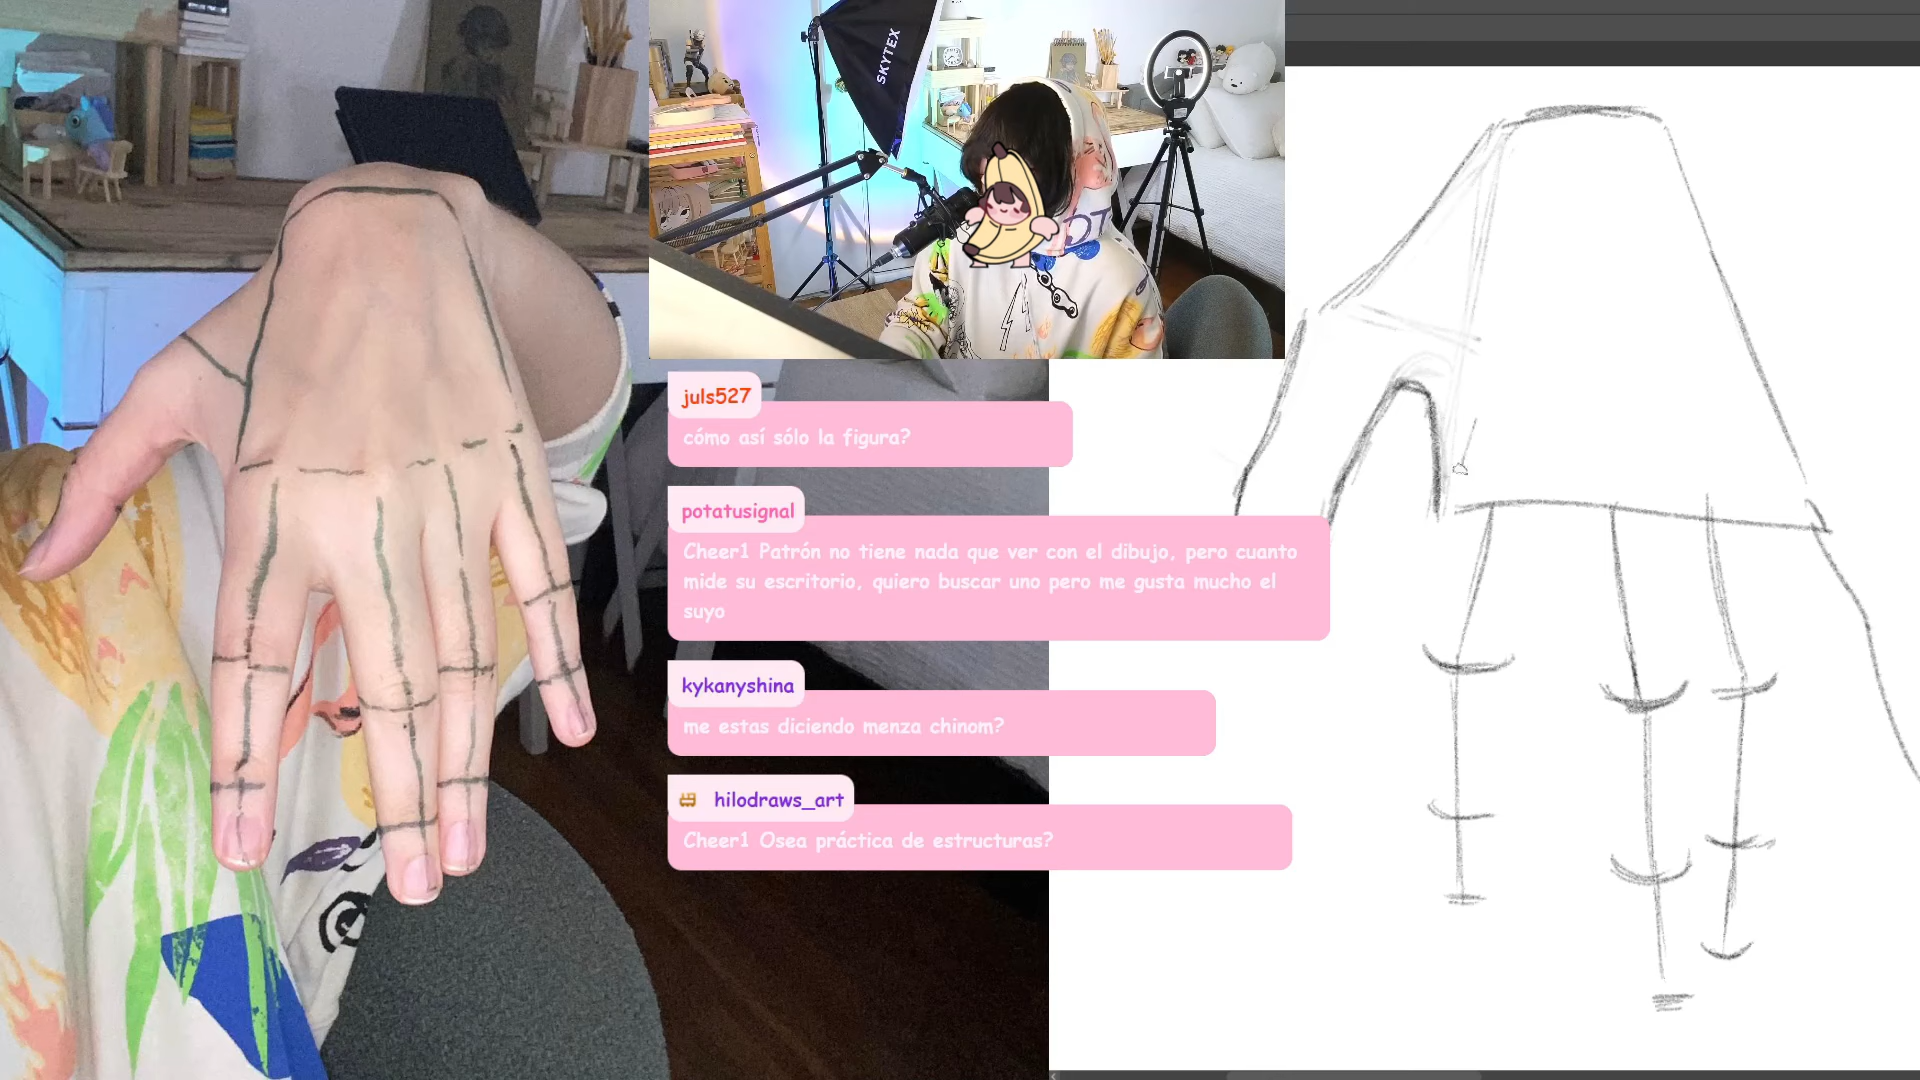 SKYTEX
DT
juls527
cómo así sólo la figura?
potatusignal
Cheer1 Patrón no tiene nada que ver con el dibujo, pero cuanto
mide su escritorio, quiero buscar uno pero me gusta mucho el
suyo
kykanyshina
me estas diciendo menza chinom?
hilodraws_art
Cheer1 Osea práctica de estructuras?